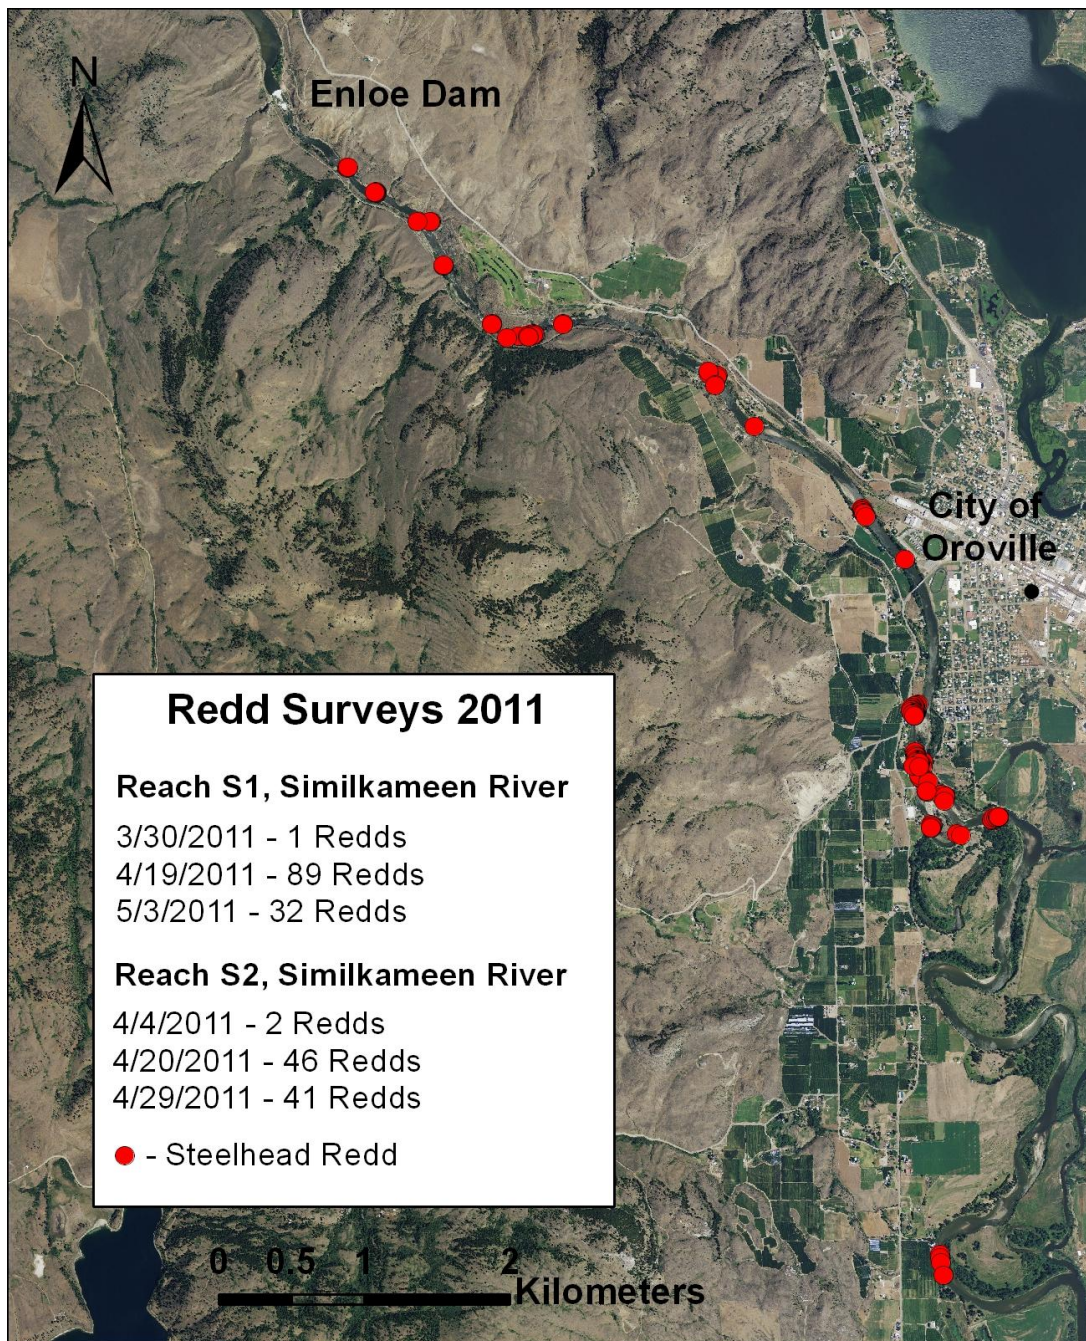 N
Enloe Dam
City of
Oroville
Redd Surveys 2011
Reach S1, Similkameen River
3/30/2011 - 1 Redds
4/19/2011 - 89 Redds
5/3/2011 - 32 Redds
Reach S2, Similkameen River
4/4/2011 - 2 Redds
4/20/2011 - 46 Redds
4/29/2011 - 41 Redds
- Steelhead Redd
0 0.5 1 2
Kilometers